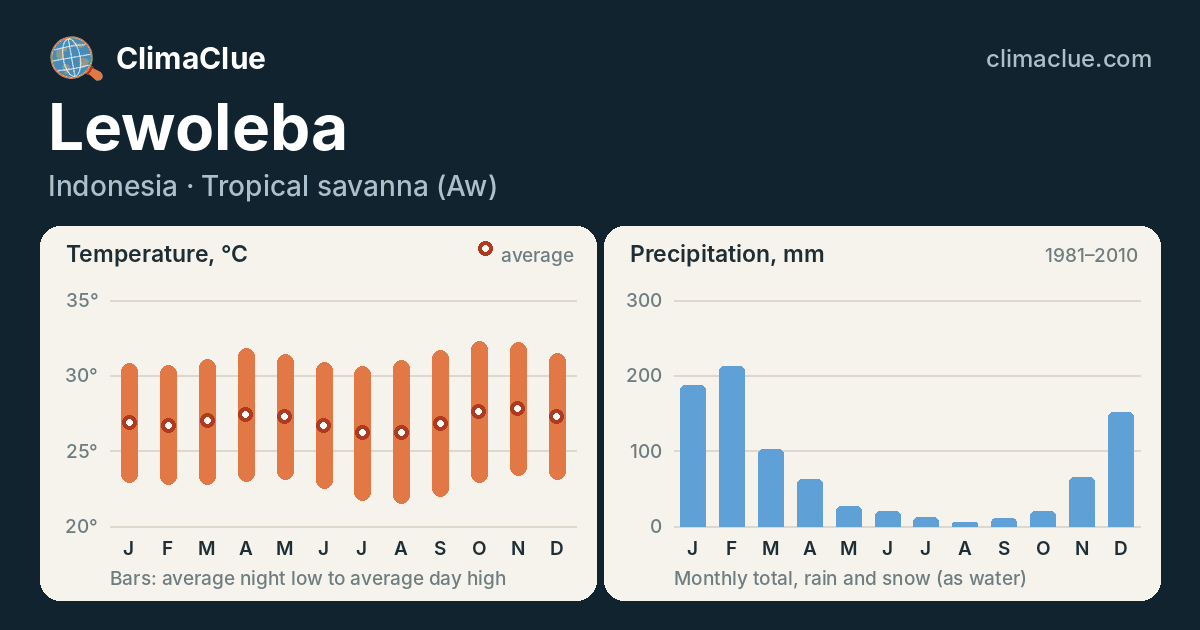 ClimaClue
climaclue.com
Lewoleba
Indonesia · Tropical savanna (Aw)
Temperature, °C
average
35°
30°
25°
20°
J F M A M J J A S O N D
Bars: average night low to average day high
Precipitation, mm
1981–2010
300
200
100
0
J F M A M J J A S O N D
Monthly total, rain and snow (as water)